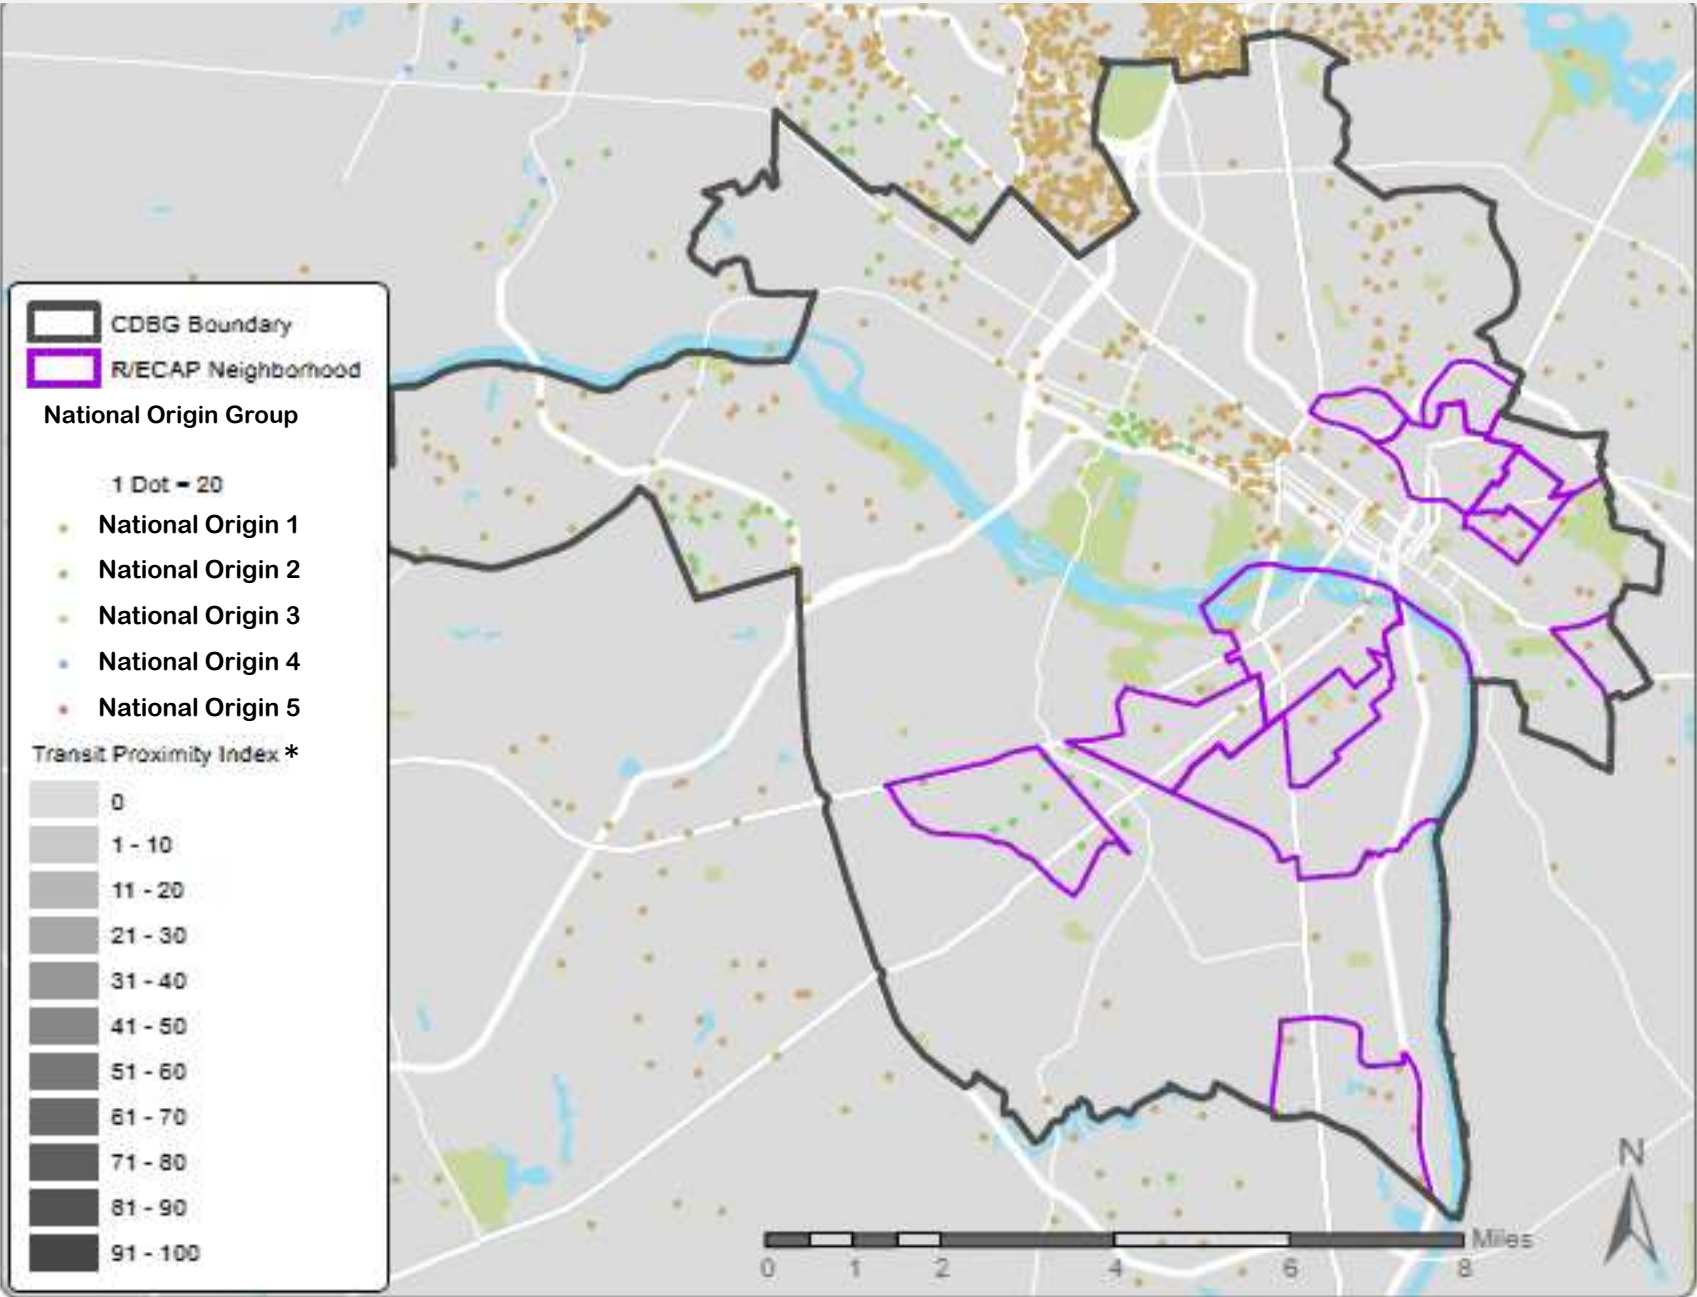 CDBG Boundary
R/ECAP Neighborhood
National Origin Group
1 Dot = 20
National Origin 1
National Origin 2
National Origin 3
National Origin 4
National Origin 5
Transit Proximity Index *
0
1 - 10
11 - 20
21 - 30
31 - 40
41 - 50
51 - 60
61 - 70
71 - 80
81 - 90
91 - 100
N
Miles
0 1 2 4 6 8